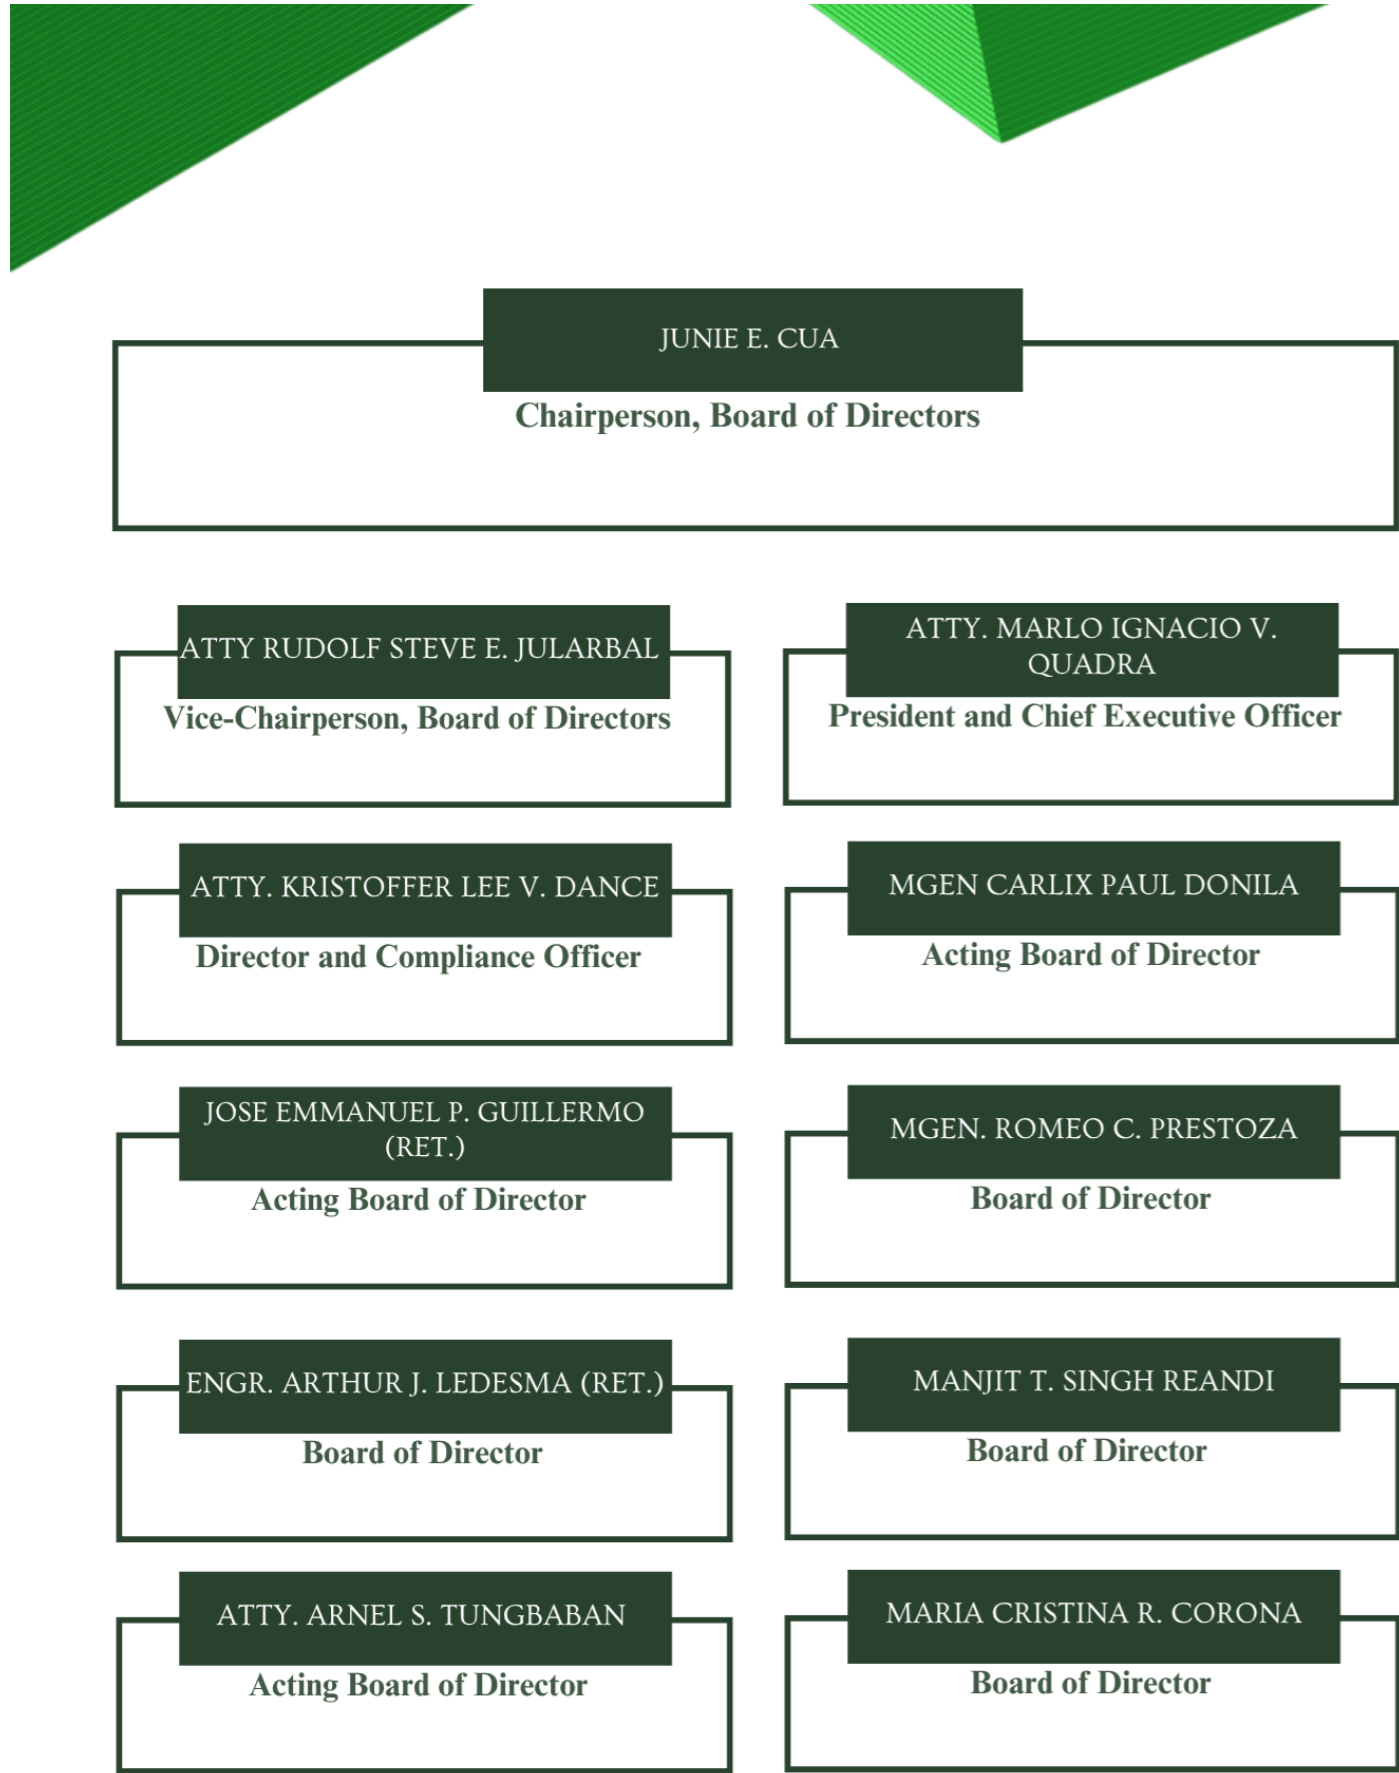 JUNIE E. CUA
Chairperson, Board of Directors
ATTY RUDOLF STEVE E. JULARBAL
Vice-Chairperson, Board of Directors
ATTY. MARLO IGNACIO V.
QUADRA
President and Chief Executive Officer
ATTY. KRISTOFFER LEE V. DANCE
Director and Compliance Officer
MGEN CARLIX PAUL DONILA
Acting Board of Director
JOSE EMMANUEL P. GUILLERMO
(RET.)
Acting Board of Director
MGEN. ROMEO C. PRESTOZA
Board of Director
ENGR. ARTHUR J. LEDESMA (RET.)
Board of Director
MANJIT T. SINGH REANDI
Board of Director
ATTY. ARNEL S. TUNGBABAN
Acting Board of Director
MARIA CRISTINA R. CORONA
Board of Director